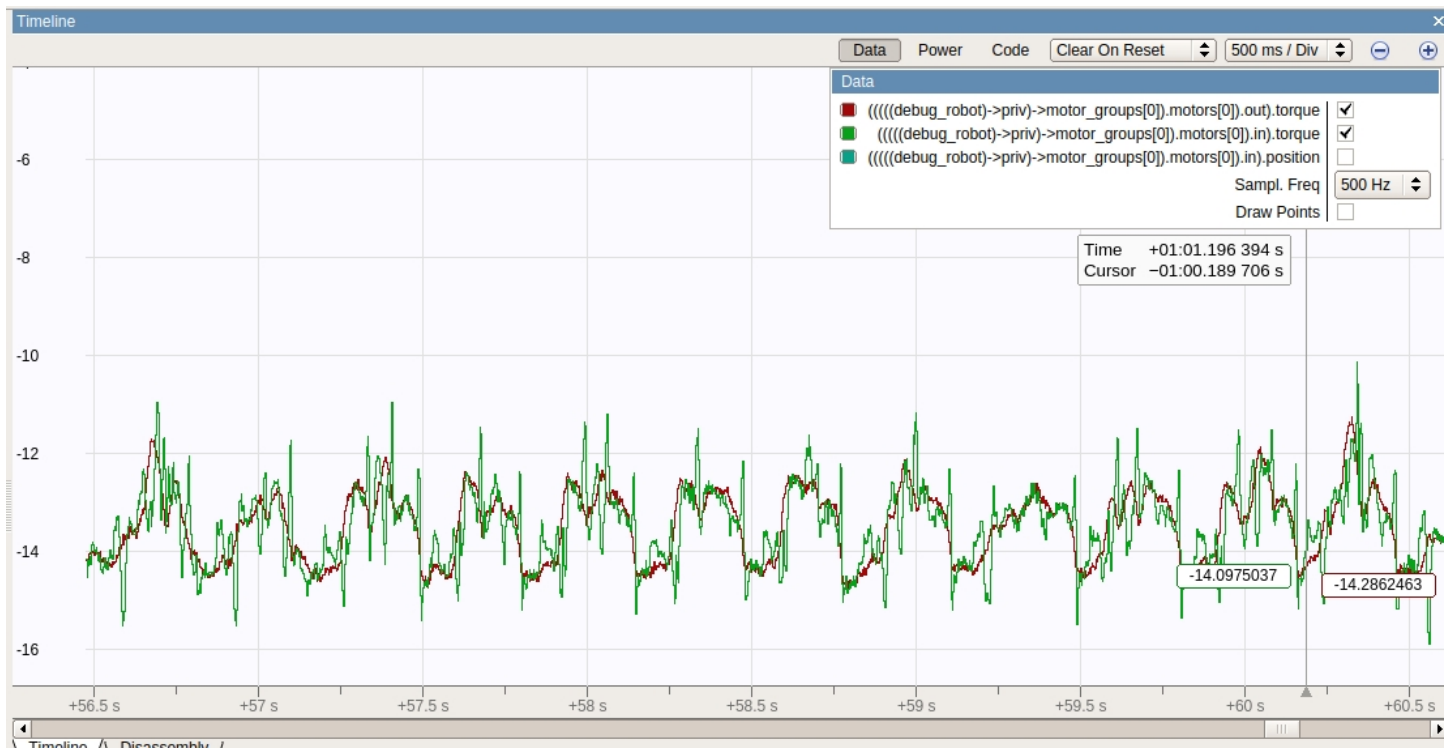 Timeline
Data Power Code Clear On Reset 500 ms / Div
Data
(((((debug_robot)->priv)->motor_groups[0]).motors[0]).out).torque
(((((debug_robot)->priv)->motor_groups[0]).motors[0]).in).torque
(((((debug_robot)->priv)->motor_groups[0]).motors[0]).in).position
Sampl. Freq 500 Hz
Draw Points
Time +01:01.196 394 s
Cursor −01:00.189 706 s
-6
-8
-10
-12
-14
-16
-14.0975037
-14.2862463
+56.5 s +57 s +57.5 s +58 s +58.5 s +59 s +59.5 s +60 s +60.5 s
Timeline Disassembly